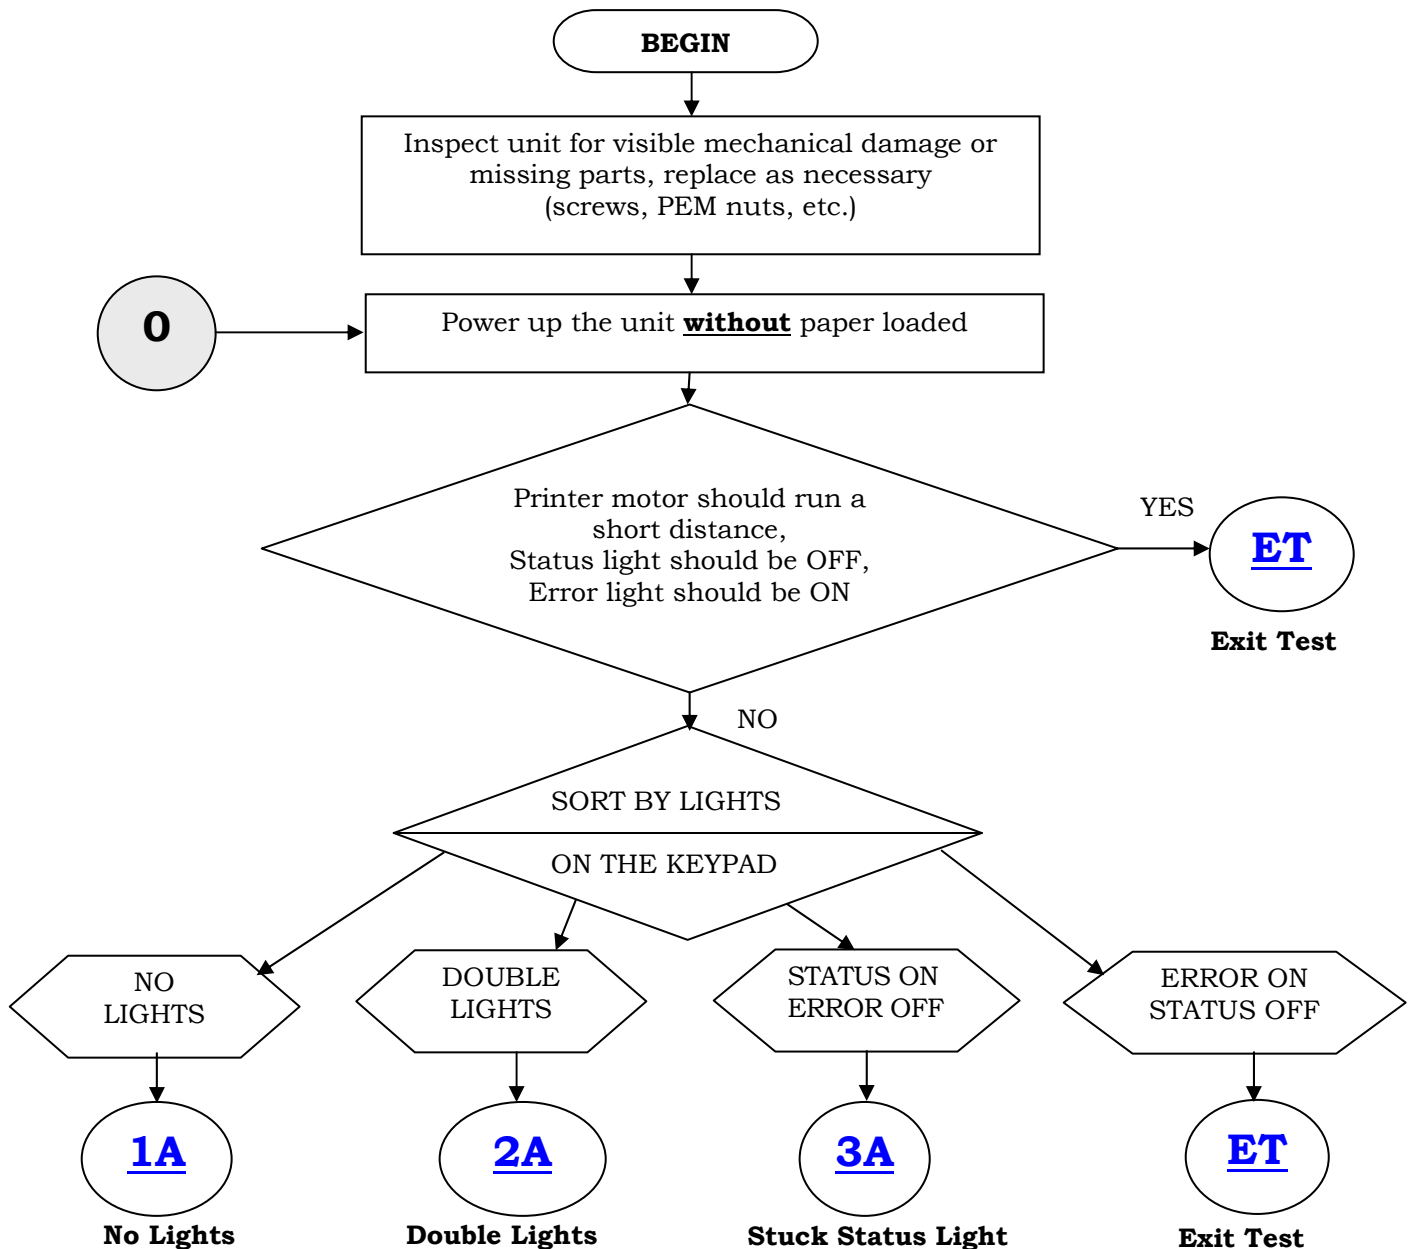 BEGIN
Inspect unit for visible mechanical damage or
missing parts, replace as necessary
(screws, PEM nuts, etc.)
0
Power up the unit without paper loaded
Printer motor should run a
short distance,
Status light should be OFF,
Error light should be ON
YES
ET
Exit Test
NO
SORT BY LIGHTS
ON THE KEYPAD
NO
LIGHTS
DOUBLE
LIGHTS
STATUS ON
ERROR OFF
ERROR ON
STATUS OFF
1A
2A
3A
ET
No Lights
Double Lights
Stuck Status Light
Exit Test